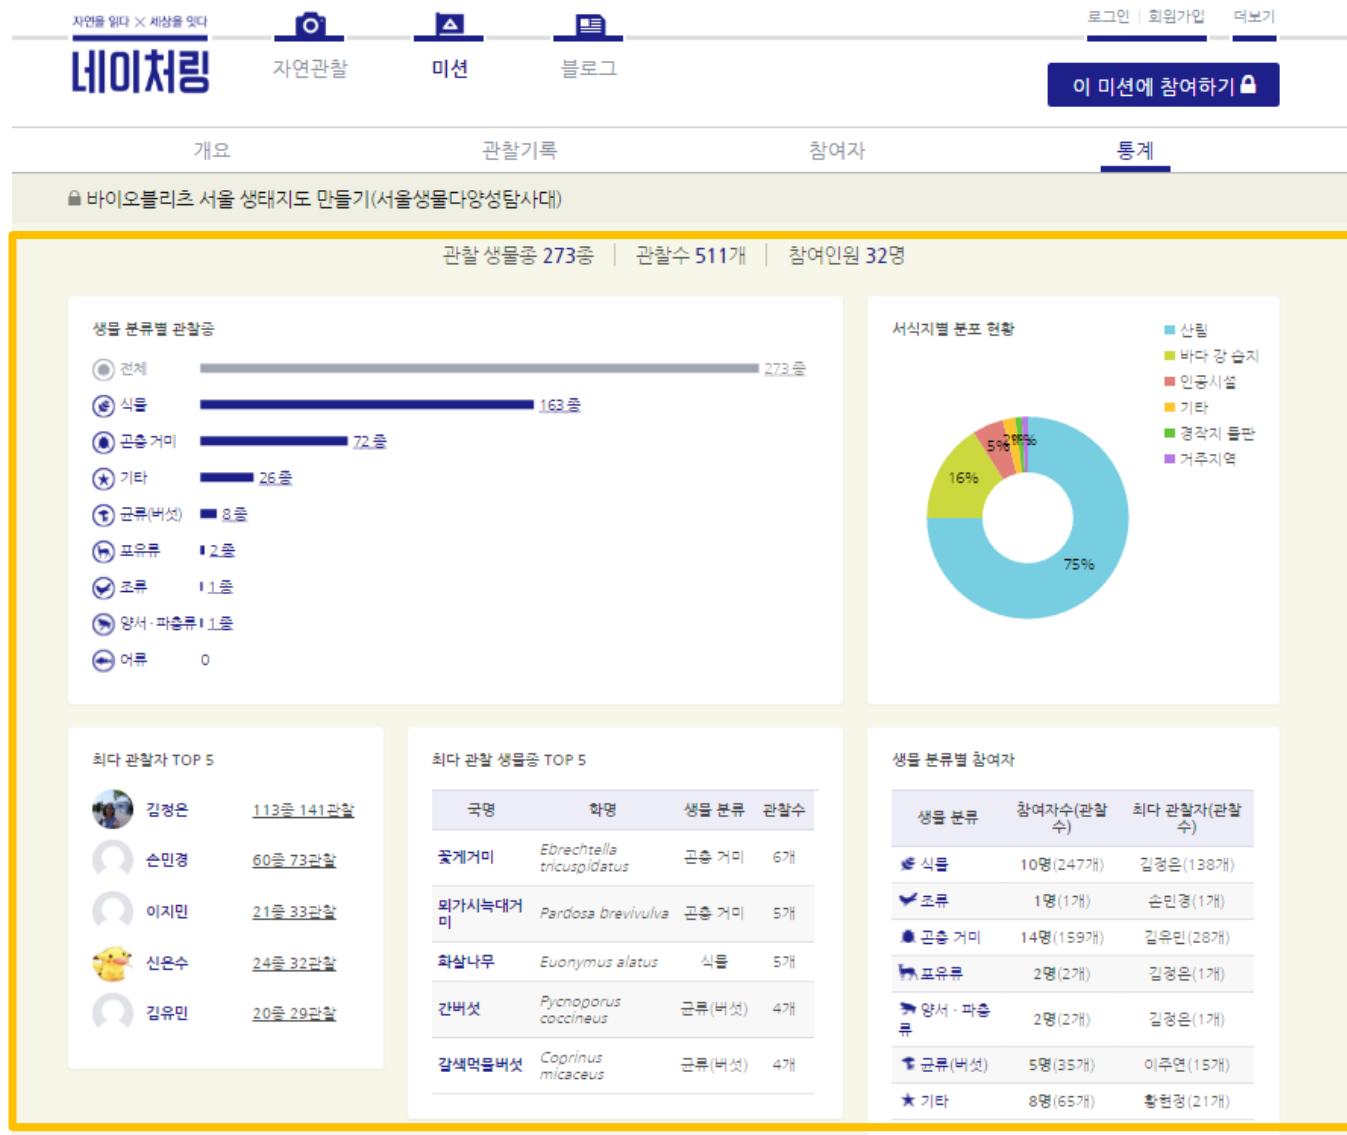 자연을 읽다 × 세상을 잇다
네이처링
자연관찰
미션
블로그
로그인 | 회원가입 더보기
이 미션에 참여하기
개요 관찰기록 참여자 통계
바이오블리츠 서울 생태지도 만들기(서울생물다양성탐사대)
관찰 생물종 273종 | 관찰수 511개 | 참여인원 32명
생물 분류별 관찰종
전체 273 종
식물 163 종
곤충 거미 72 종
기타 26 종
균류(버섯) 8 종
포유류 2 종
조류 1 종
양서 · 파충류 1 종
어류 0
서식지별 분포 현황
산림
바다 강 습지
인공시설
기타
경작지 들판
거주지역
5%
16%
75%
최다 관찰자 TOP 5
김정은 113종 141관찰
손민경 60종 73관찰
이지민 21종 33관찰
신은수 24종 32관찰
김유민 20종 29관찰
최다 관찰 생물종 TOP 5
국명 학명 생물 분류 관찰수
꽃게거미 Ebrechtella tricuspidatus 곤충 거미 6개
뫼가시늑대거미 Pardosa brevivulva 곤충 거미 5개
화살나무 Euonymus alatus 식물 5개
간버섯 Pycnoporus coccineus 균류(버섯) 4개
갈색먹물버섯 Coprinus micaceus 균류(버섯) 4개
생물 분류별 참여자
생물 분류 참여자수(관찰수) 최다 관찰자(관찰수)
식물 10명(247개) 김정은(138개)
조류 1명(1개) 손민경(1개)
곤충 거미 14명(159개) 김유민(28개)
포유류 2명(2개) 김정은(1개)
양서 · 파충류 2명(2개) 김정은(1개)
균류(버섯) 5명(35개) 이주연(15개)
기타 8명(65개) 황현정(21개)